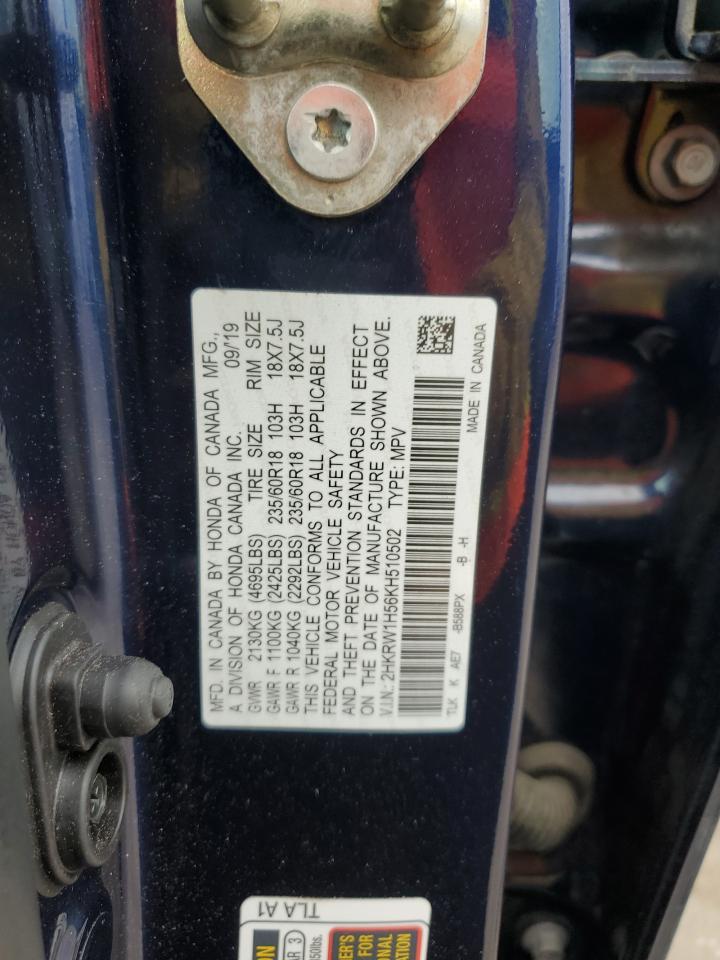 MFD. IN CANADA BY HONDA OF CANADA MFG.,
A DIVISION OF HONDA CANADA INC. 09/'19
GVWR 2130KG (4695LBS) TIRE SIZE RIM SIZE
GAWR F 1100KG (2425LBS) 235/60R18 103H 18X7.5J
GAWR R 1040KG (2292LBS) 235/60R18 103H 18X7.5J
THIS VEHICLE CONFORMS TO ALL APPLICABLE
FEDERAL MOTOR VEHICLE SAFETY
AND THEFT PREVENTION STANDARDS IN EFFECT
ON THE DATE OF MANUFACTURE SHOWN ABOVE.
V.I.N.: 2HKRW1H56KH510502 TYPE: MPV
TLK K AE7 -B588PX -B -H
MADE IN CANADA
TLA A1